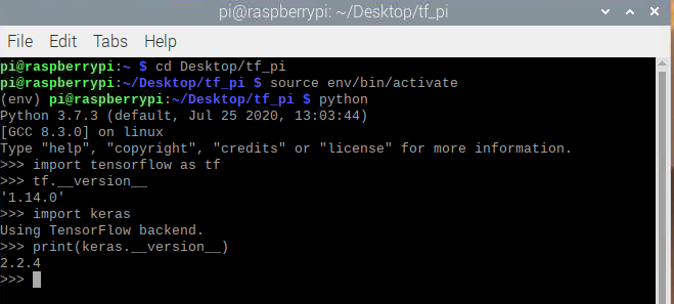 pi@raspberrypi: ~/Desktop/tf_pi
File Edit Tabs Help
pi@raspberrypi:~ $ cd Desktop/tf_pi
pi@raspberrypi:~/Desktop/tf_pi $ source env/bin/activate
(env) pi@raspberrypi:~/Desktop/tf_pi $ python
Python 3.7.3 (default, Jul 25 2020, 13:03:44)
[GCC 8.3.0] on linux
Type "help", "copyright", "credits" or "license" for more information.
>>> import tensorflow as tf
>>> tf.__version__
'1.14.0'
>>> import keras
Using TensorFlow backend.
>>> print(keras.__version__)
2.2.4
>>>